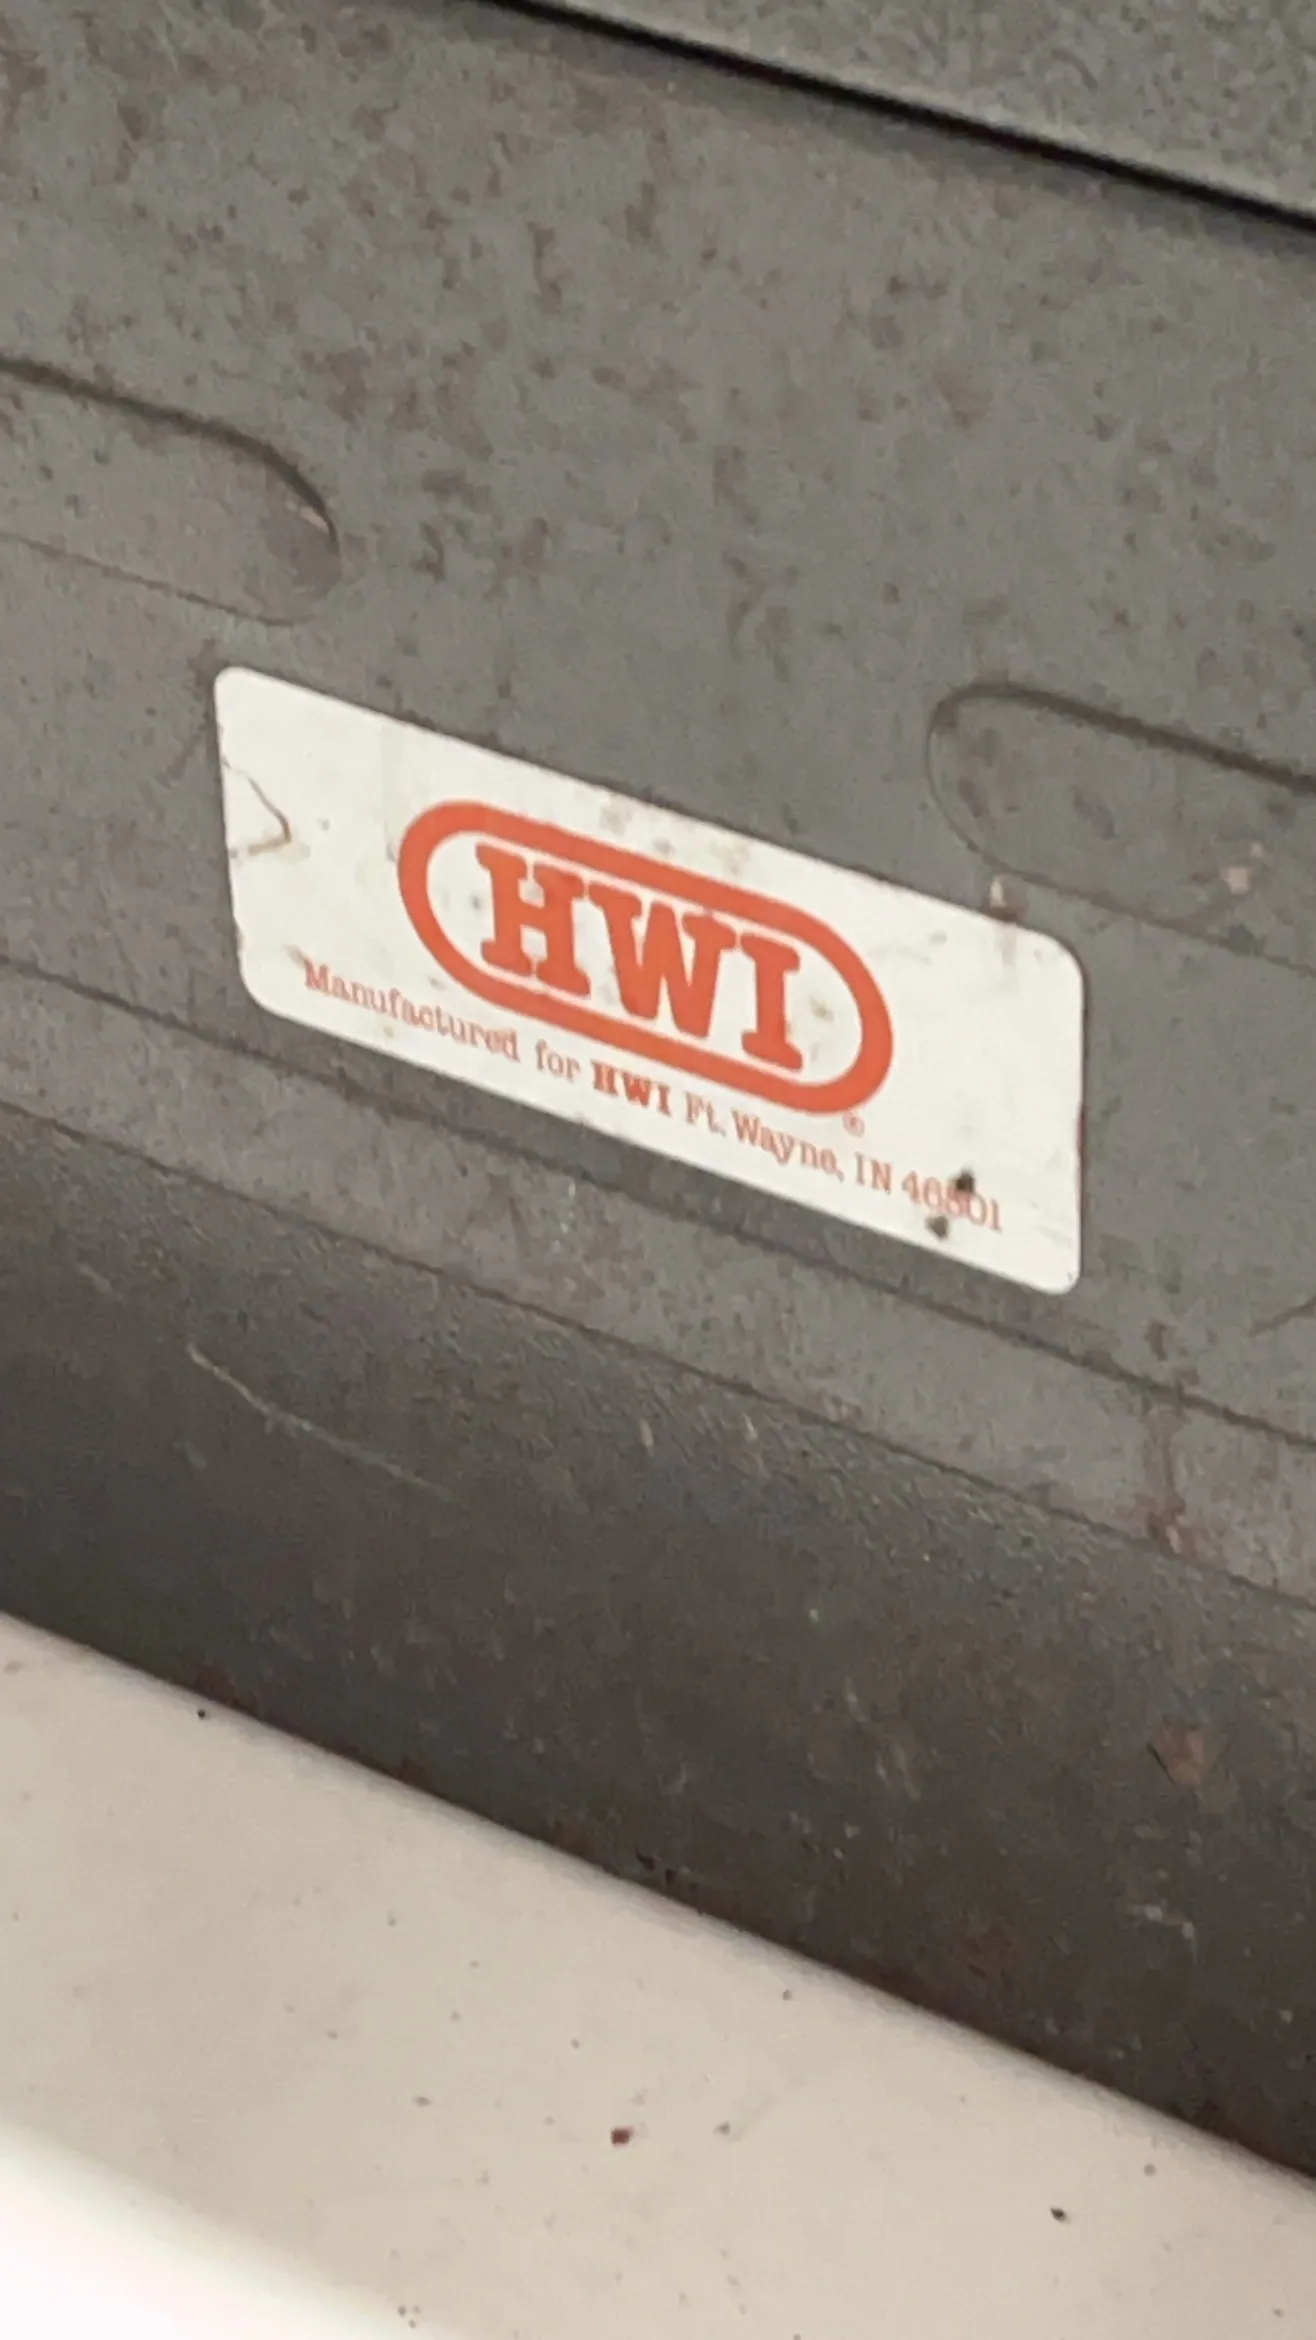 HWI
®
Manufactured for HWI Ft. Wayne, IN 46801